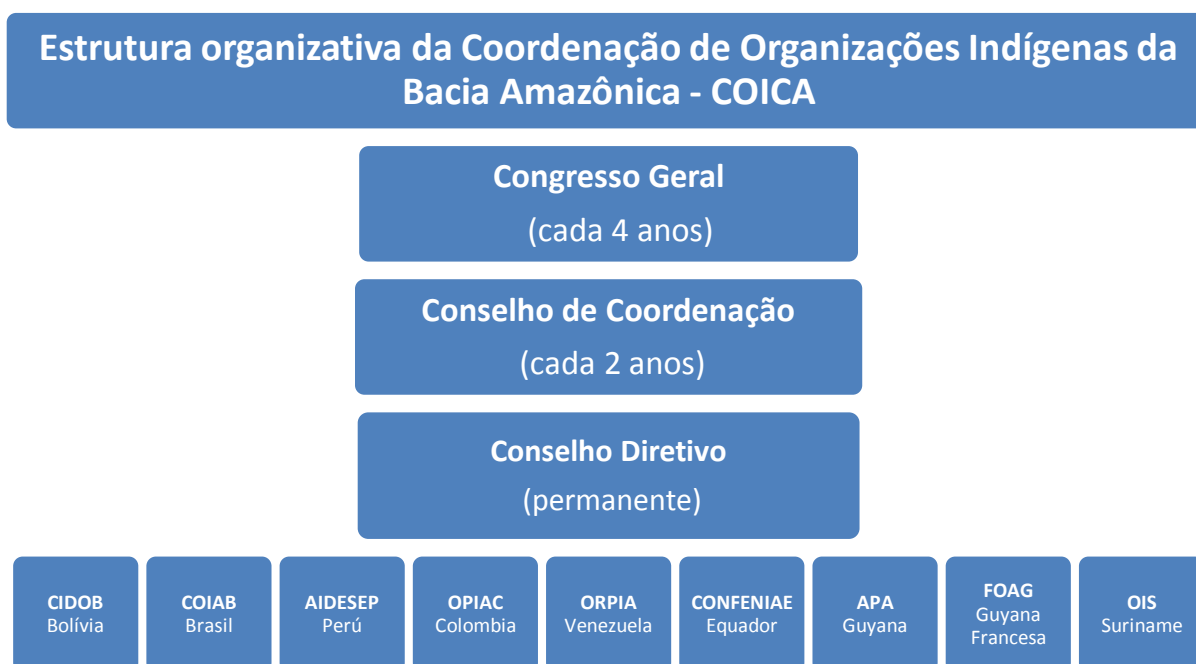 Estrutura organizativa da Coordenação de Organizações Indígenas da
Bacia Amazônica - COICA
Congresso Geral
(cada 4 anos)
Conselho de Coordenação
(cada 2 anos)
Conselho Diretivo
(permanente)
CIDOB
Bolívia
COIAB
Brasil
AIDESEP
Perú
OPIAC
Colombia
ORPIA
Venezuela
CONFENIAE
Equador
APA
Guyana
FOAG
Guyana
Francesa
OIS
Suriname